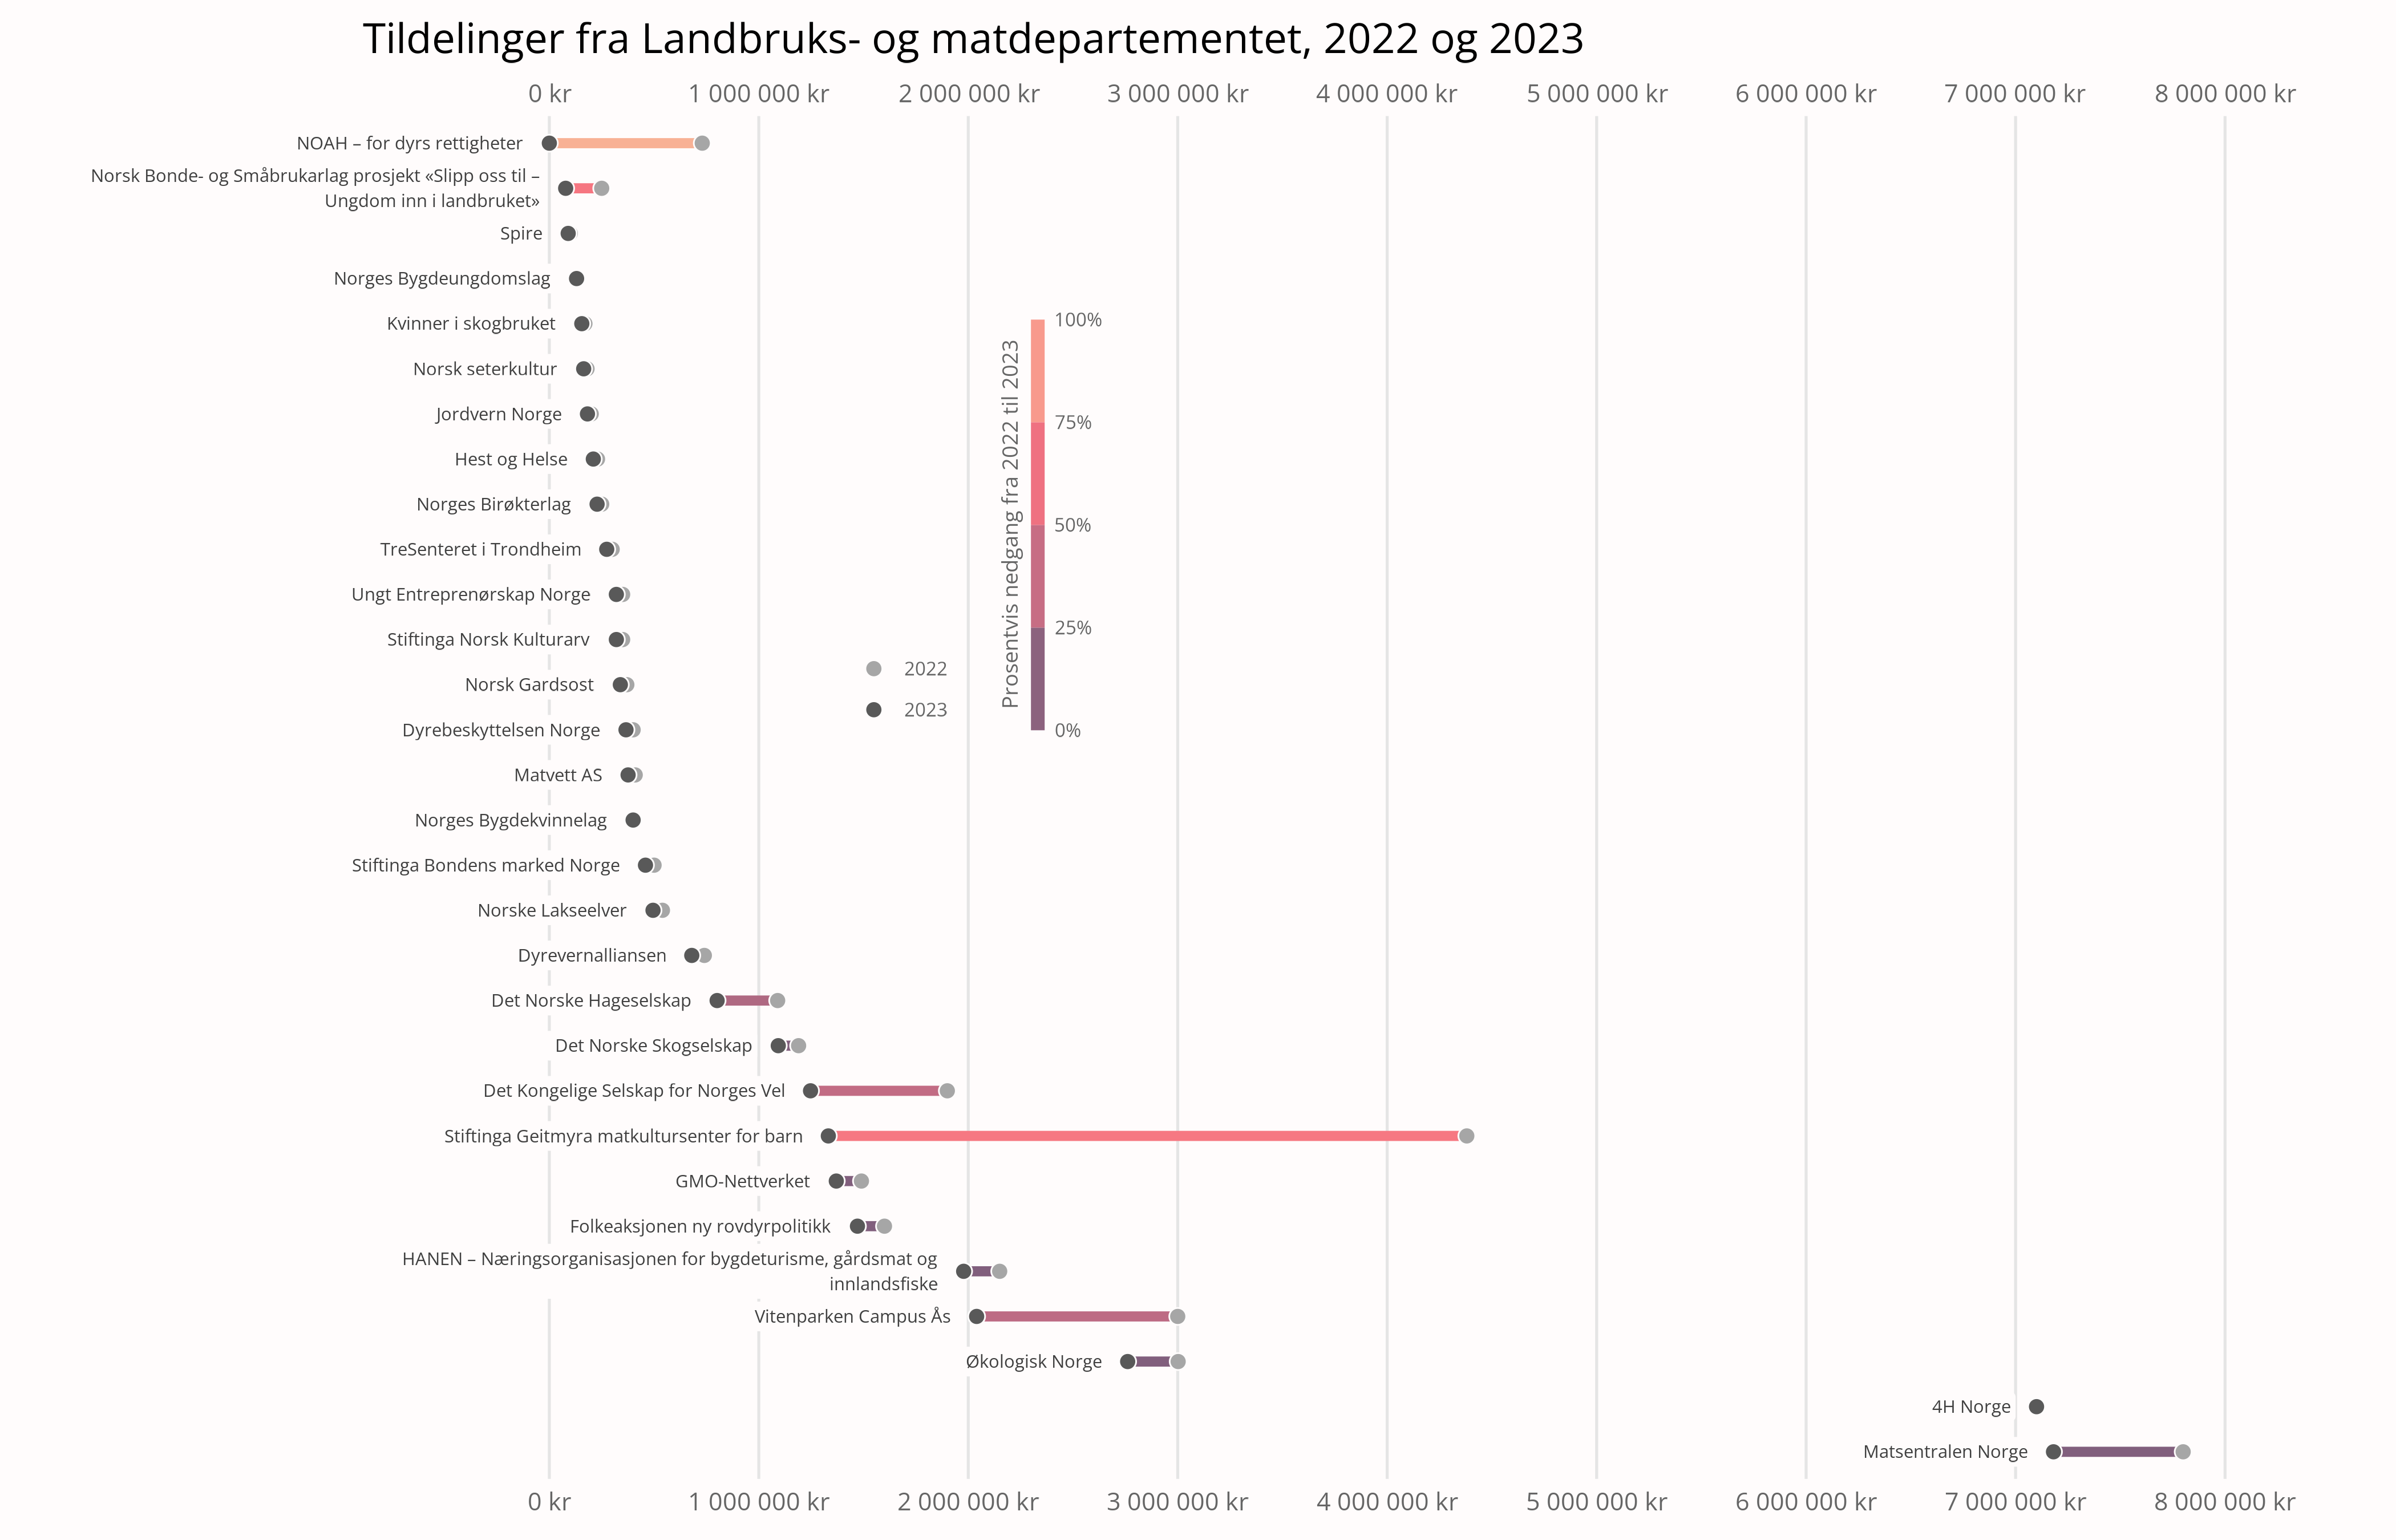 Tildelinger fra Landbruks- og matdepartementet, 2022 og 2023
0 kr 1 000 000 kr 2 000 000 kr 3 000 000 kr 4 000 000 kr 5 000 000 kr 6 000 000 kr 7 000 000 kr 8 000 000 kr
NOAH – for dyrs rettigheter
Norsk Bonde- og Småbrukarlag prosjekt «Slipp oss til –
Ungdom inn i landbruket»
Spire
Norges Bygdeungdomslag
Kvinner i skogbruket
Norsk seterkultur
Jordvern Norge
Hest og Helse
Norges Birøkterlag
TreSenteret i Trondheim
Ungt Entreprenørskap Norge
Stiftinga Norsk Kulturarv
Norsk Gardsost
Dyrebeskyttelsen Norge
Matvett AS
Norges Bygdekvinnelag
Stiftinga Bondens marked Norge
Norske Lakseelver
Dyrevernalliansen
Det Norske Hageselskap
Det Norske Skogselskap
Det Kongelige Selskap for Norges Vel
Stiftinga Geitmyra matkultursenter for barn
GMO-Nettverket
Folkeaksjonen ny rovdyrpolitikk
HANEN – Næringsorganisasjonen for bygdeturisme, gårdsmat og
innlandsfiske
Vitenparken Campus Ås
Økologisk Norge
4H Norge
Matsentralen Norge
2022
2023
Prosentvis nedgang fra 2022 til 2023
100%
75%
50%
25%
0%
0 kr 1 000 000 kr 2 000 000 kr 3 000 000 kr 4 000 000 kr 5 000 000 kr 6 000 000 kr 7 000 000 kr 8 000 000 kr